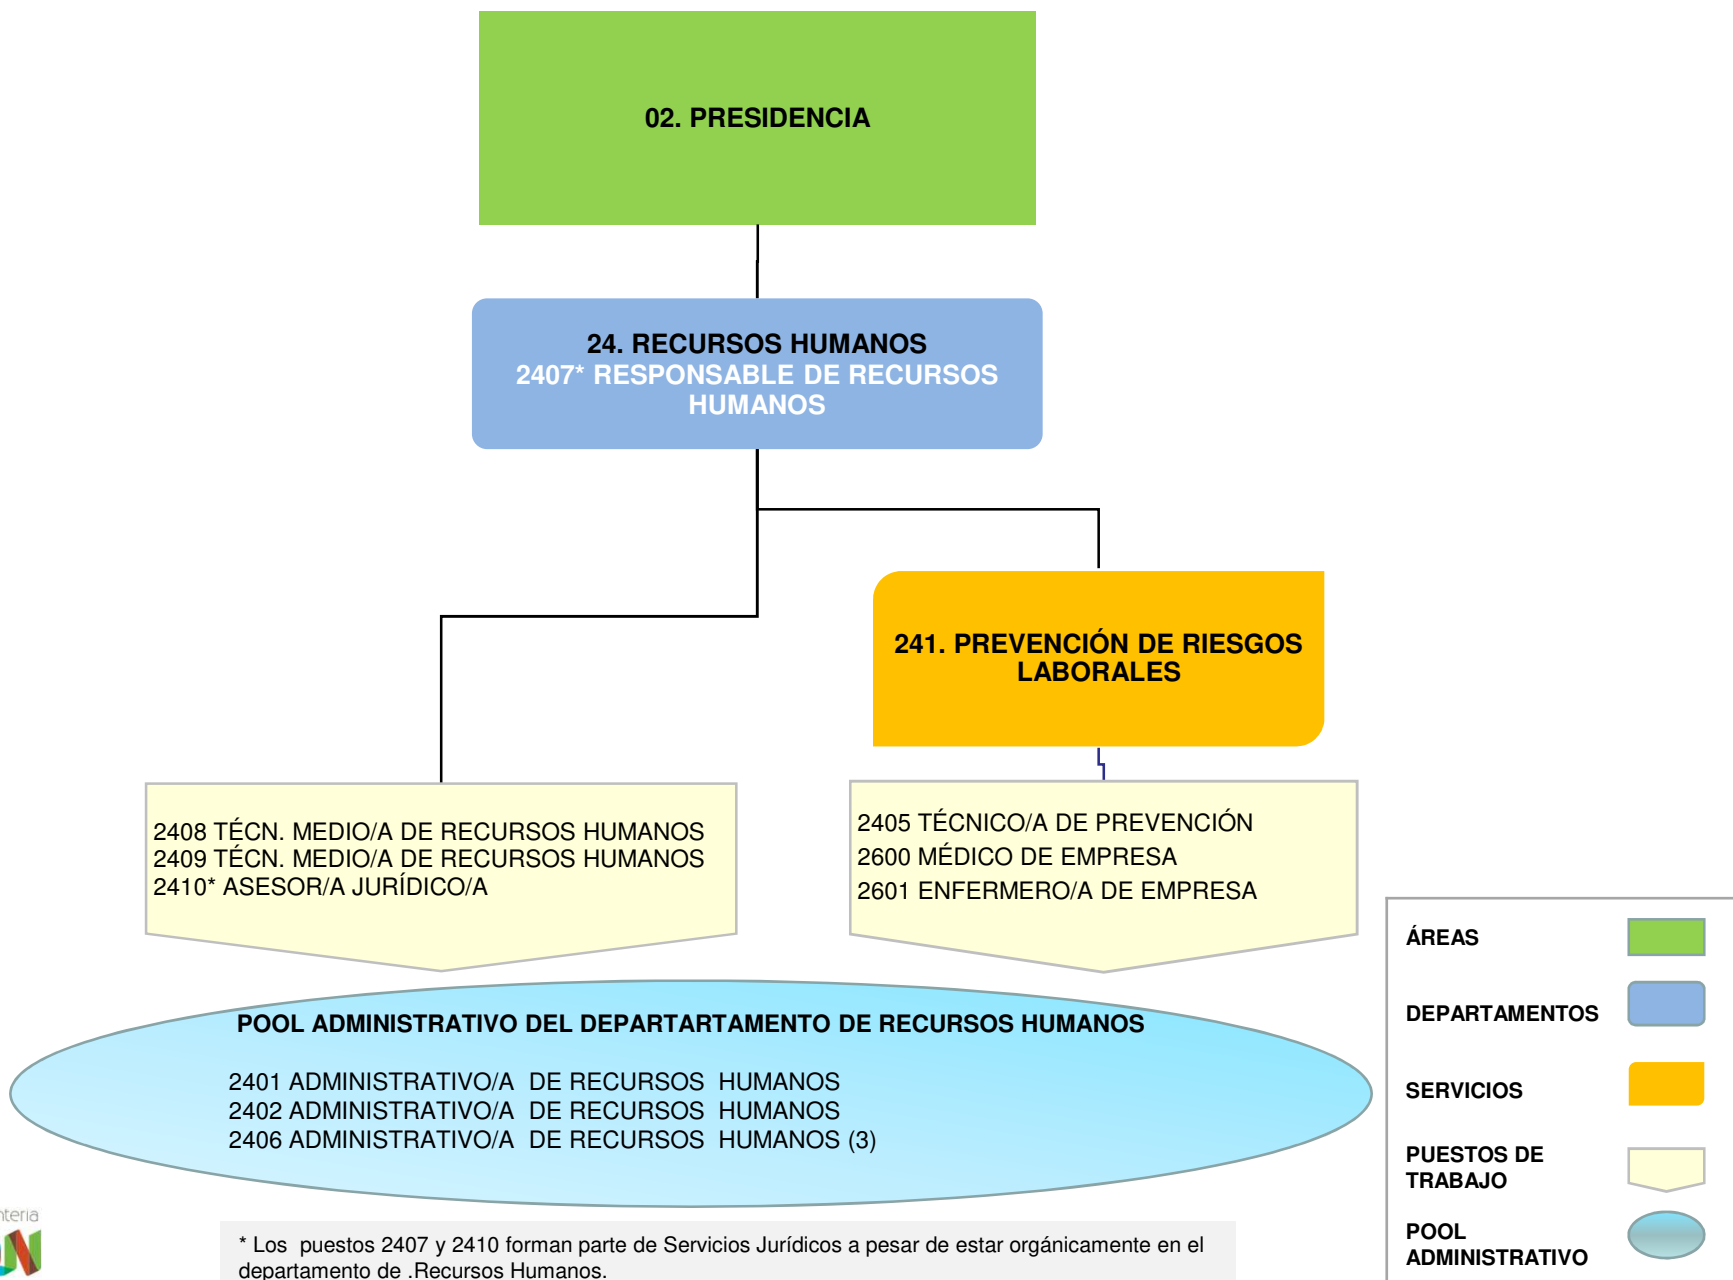 02. PRESIDENCIA
24. RECURSOS HUMANOS
2407* RESPONSABLE DE RECURSOS
HUMANOS
241. PREVENCIÓN DE RIESGOS
LABORALES
2408 TÉCN. MEDIO/A DE RECURSOS HUMANOS
2409 TÉCN. MEDIO/A DE RECURSOS HUMANOS
2410* ASESOR/A JURÍDICO/A
2405 TÉCNICO/A DE PREVENCIÓN
2600 MÉDICO DE EMPRESA
2601 ENFERMERO/A DE EMPRESA
POOL ADMINISTRATIVO DEL DEPARTARTAMENTO DE RECURSOS HUMANOS
2401 ADMINISTRATIVO/A DE RECURSOS HUMANOS
2402 ADMINISTRATIVO/A DE RECURSOS HUMANOS
2406 ADMINISTRATIVO/A DE RECURSOS HUMANOS (3)
ÁREAS
DEPARTAMENTOS
SERVICIOS
PUESTOS DE
TRABAJO
POOL
ADMINISTRATIVO
* Los puestos 2407 y 2410 forman parte de Servicios Jurídicos a pesar de estar orgánicamente en el
departamento de .Recursos Humanos.